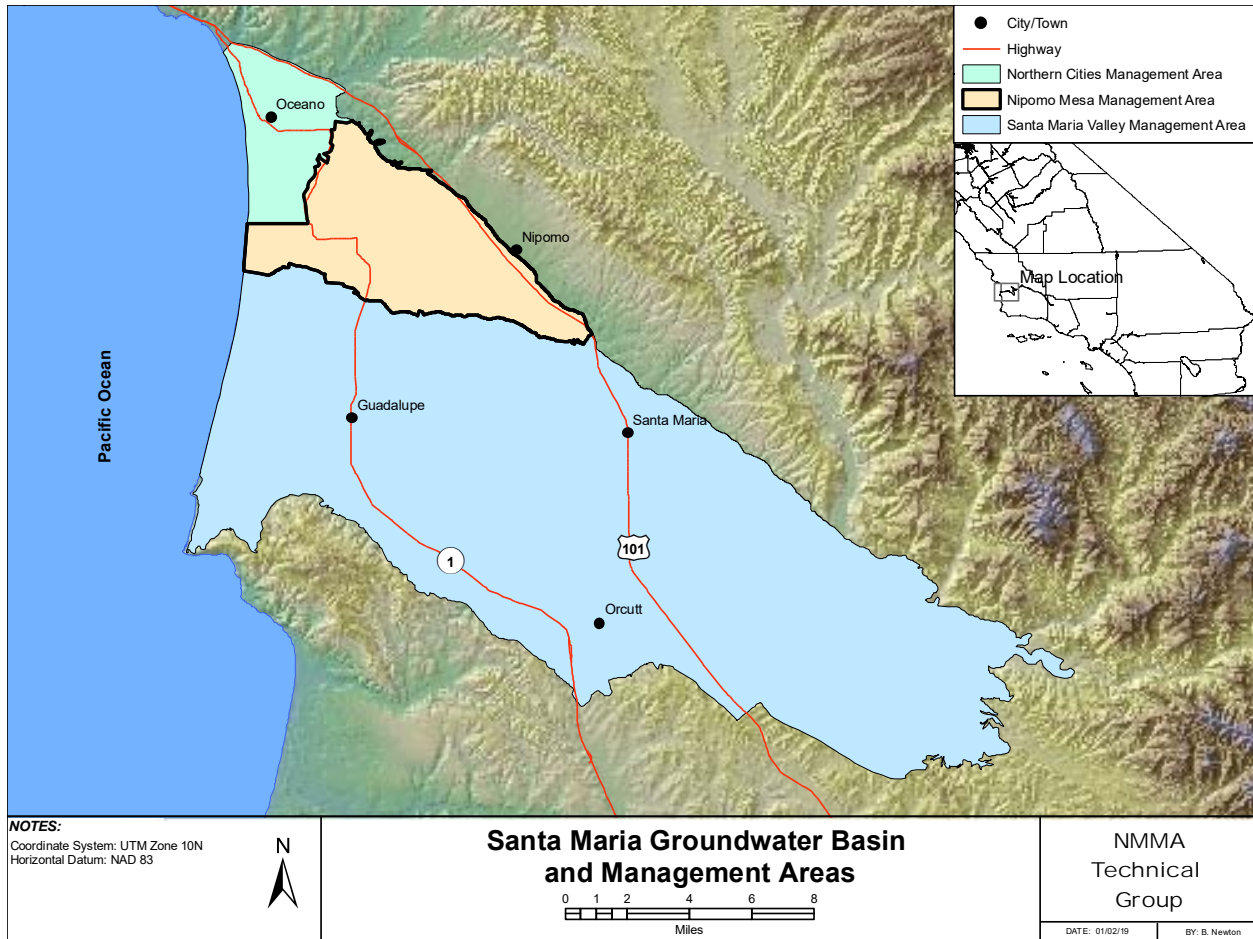 City/Town
Highway
Northern Cities Management Area
Nipomo Mesa Management Area
Santa Maria Valley Management Area
Oceano
Nipomo
Map Location
Pacific Ocean
Guadalupe
Santa Maria
101
1
Orcutt
NOTES:
Coordinate System: UTM Zone 10N
Horizontal Datum: NAD 83
N
Santa Maria Groundwater Basin
and Management Areas
0 1 2 4 6 8
Miles
NMMA
Technical
Group
DATE: 01/02/19 BY: B. Newton